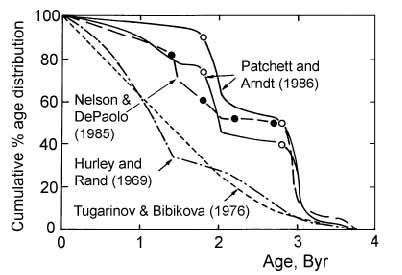 Cumulative % age distribution
100
80
60
40
20
0
Patchett and
Arndt (1986)
Nelson &
DePaolo
(1985)
Hurley and
Rand (1969)
Tugarinov & Bibikova (1976)
0
1
2
3
4
Age, Byr